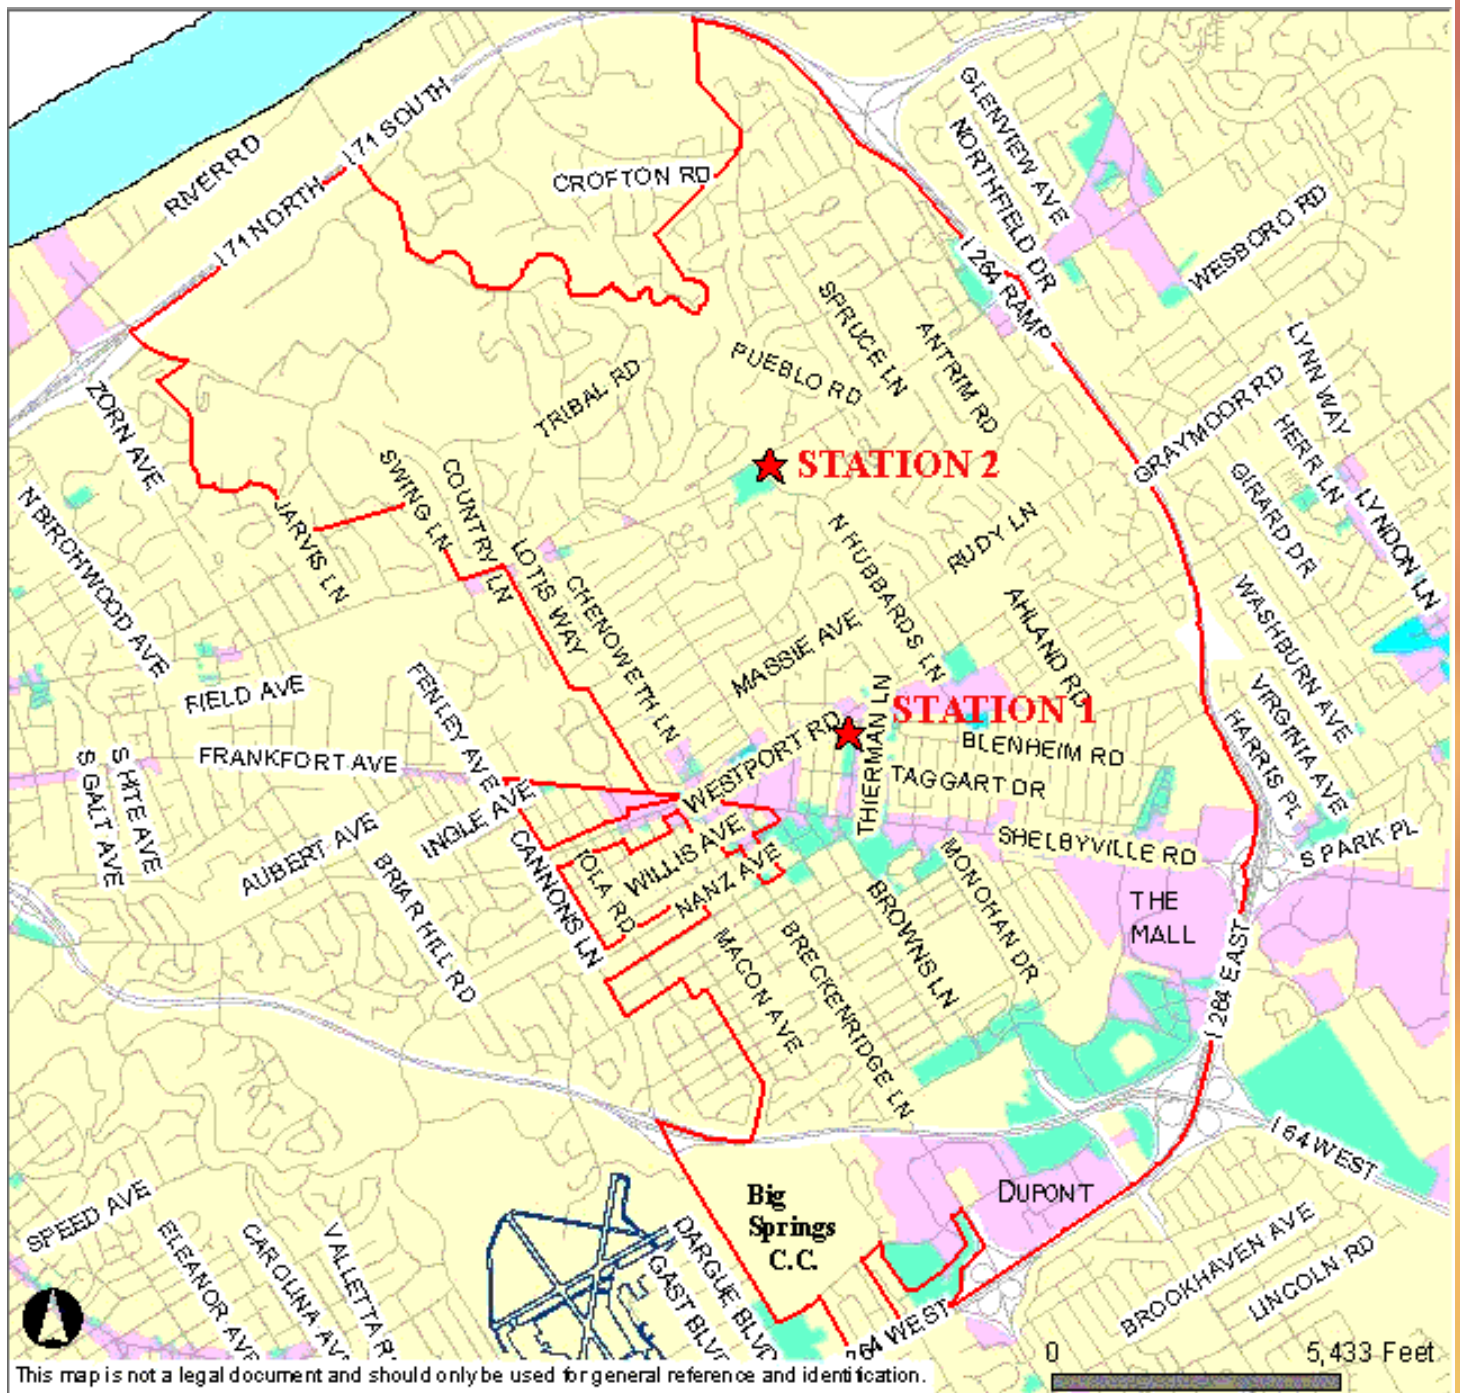 RIVER RD
I 71 SOUTH
I 71 NORTH
CROFTON RD
GLENVIEW AVE
NORTHFIELD DR
WESBORO RD
I 264 RAMP
SPRUCE LN
ANTRIM RD
PUEBLO RD
TRIBAL RD
LYNN WAY
GRAYMOOR RD
HERR LN
GIRARD DR
LYNDON LN
ZORN AVE
N BIRCHWOOD AVE
JARVIS LN
SWING LN
COUNTRY LN
LOTIS WAY
CHENOWETH LN
STATION 2
N HUBBARDS LN
RUDY LN
AHLAND RD
MASSIE AVE
WASHBURN AVE
VIRGINIA AVE
HARRIS PL
FIELD AVE
FENLEY AVE
STATION 1
WESTPORT RD
THIERMAN LN
BLENHEIM RD
TAGGART DR
FRANKFORT AVE
S HITE AVE
S GALT AVE
INGLE AVE
AUBERT AVE
BRIAR HILL RD
CANNONS LN
IOLA RD
WILLIS AVE
NANZ AVE
SHELBYVILLE RD
S PARK PL
MONOHAN DR
BROWNS LN
BRECKENRIDGE LN
MACON AVE
THE
MALL
I 264 EAST
I 64 WEST
DUPONT
Big
Springs
C.C.
SPEED AVE
ELEANOR AVE
CAROLINA AVE
VALLETTA R
DARGUE BLVD
GAST BLVD
264 WEST
BROOKHAVEN AVE
LINCOLN RD
0
5,433 Feet
This map is not a legal document and should only be used for general reference and identification.